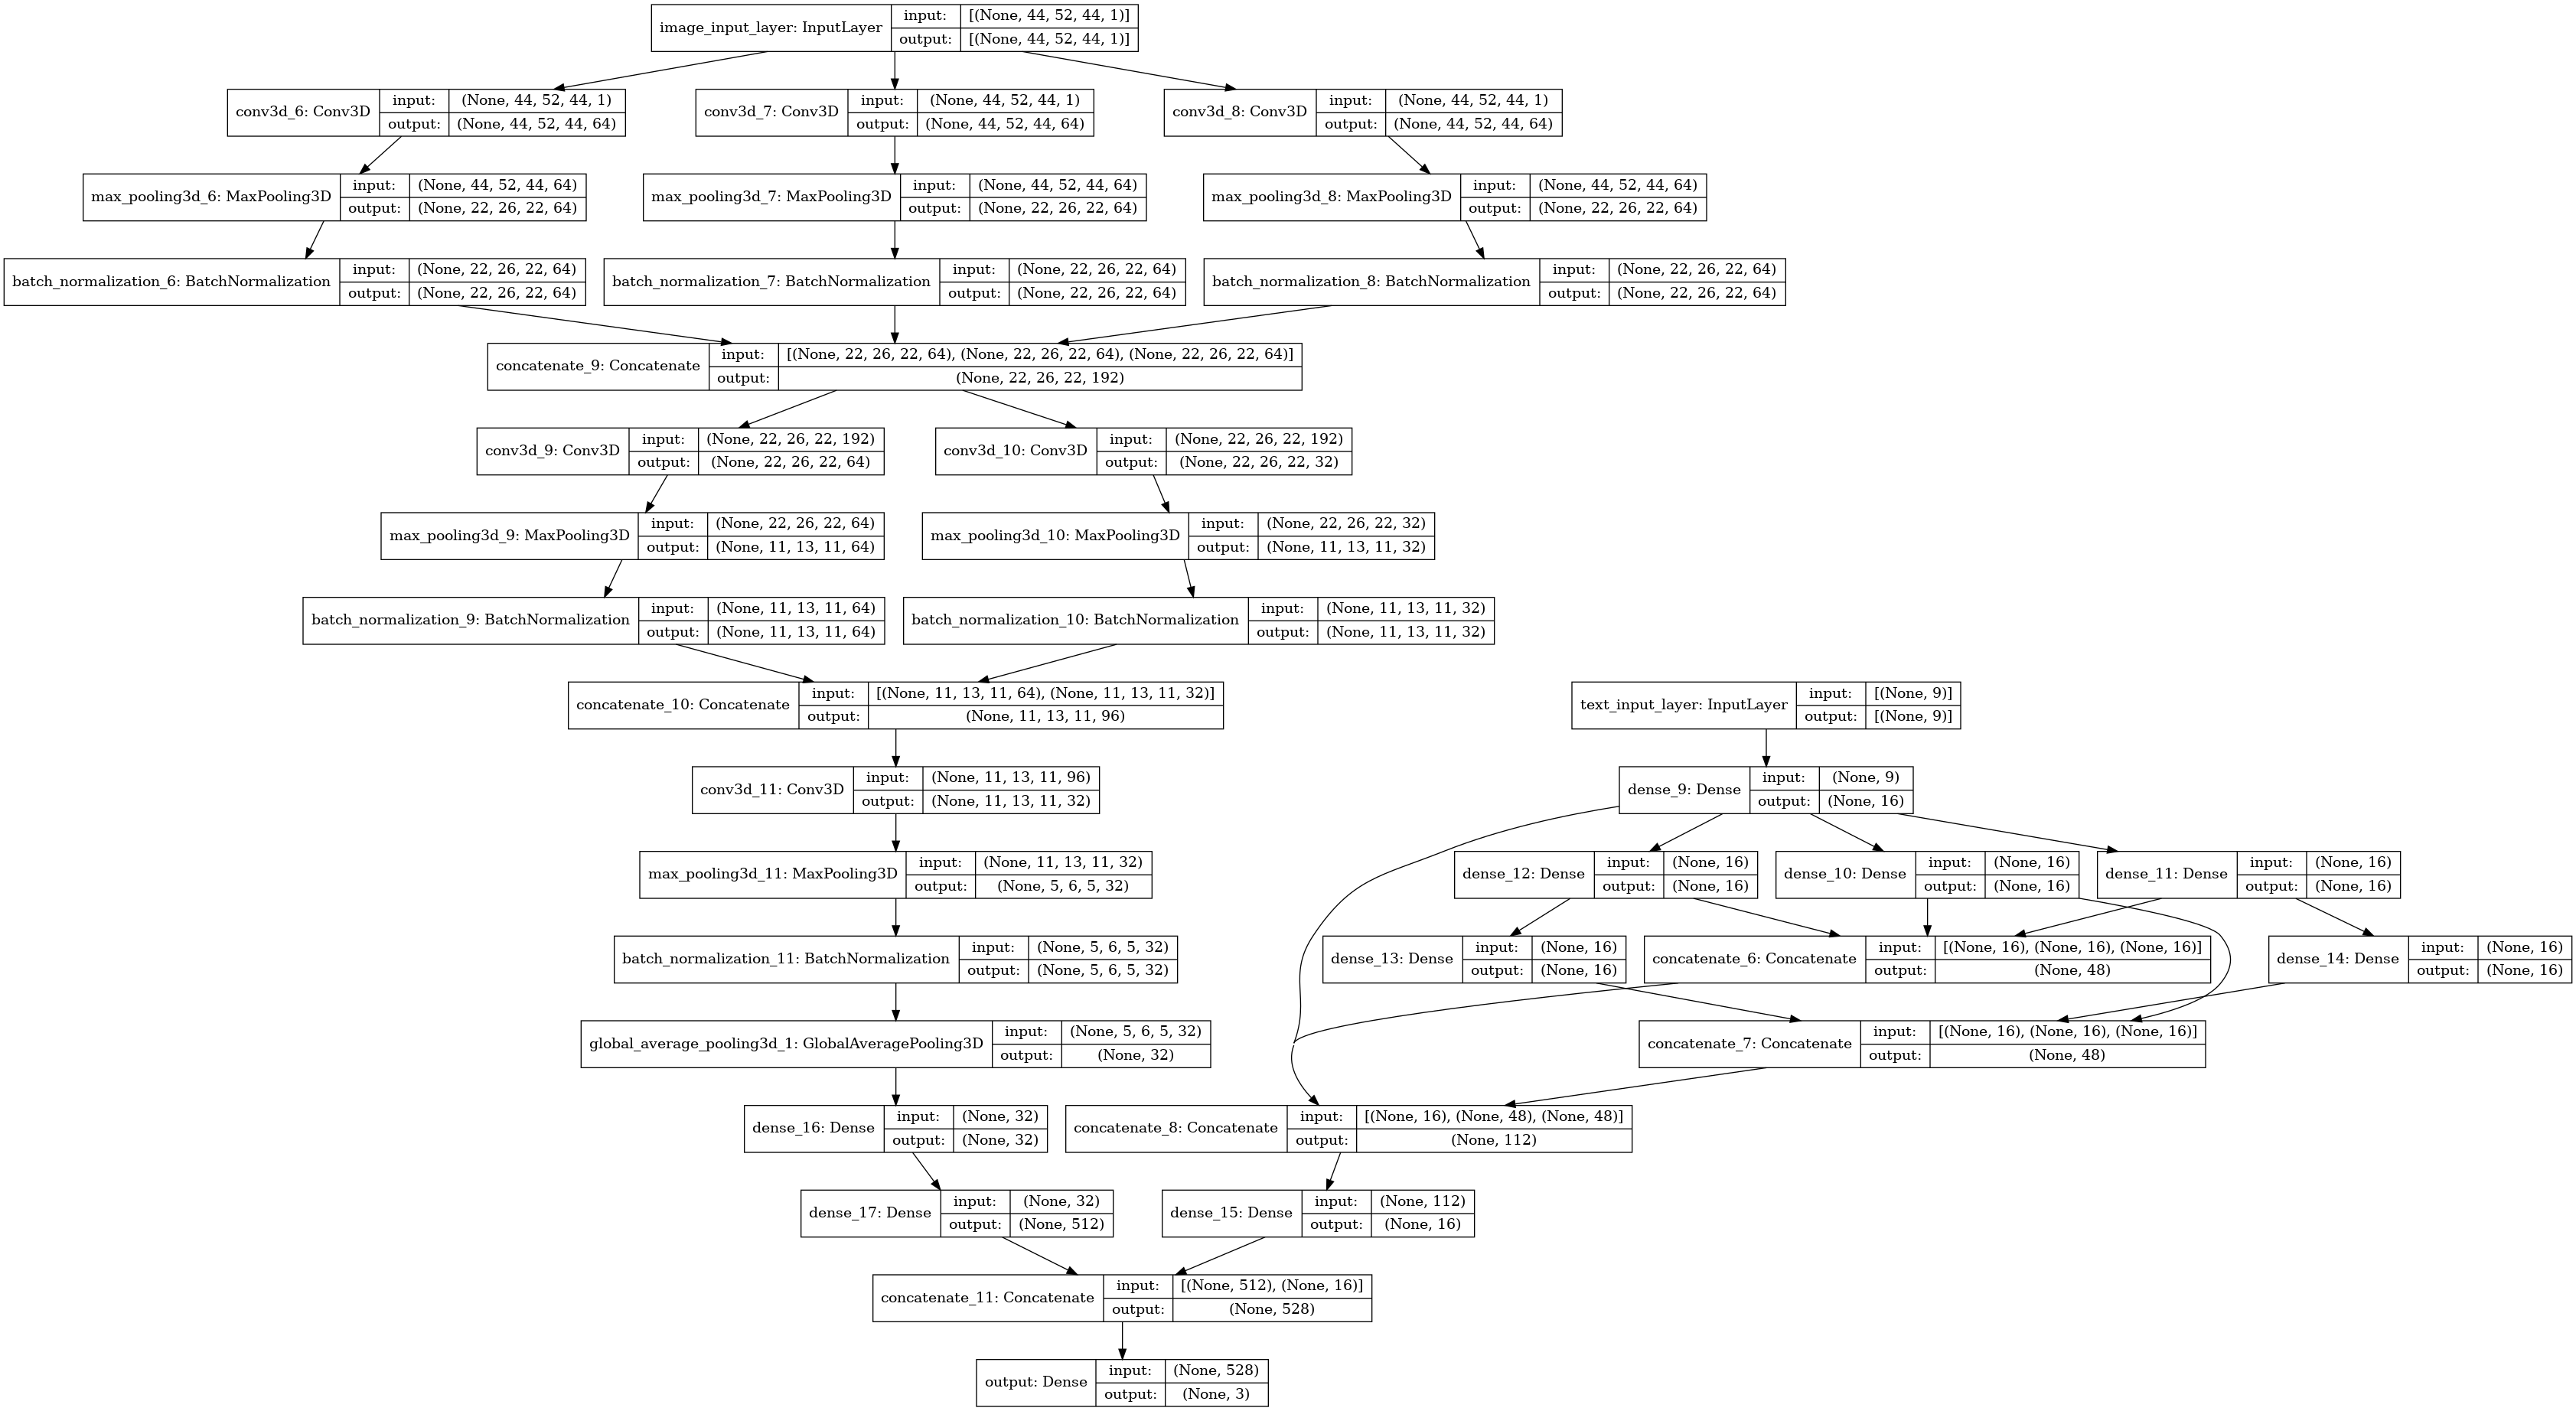 image_input_layer: InputLayer
input: [(None, 44, 52, 44, 1)]
output: [(None, 44, 52, 44, 1)]
conv3d_6: Conv3D
input: (None, 44, 52, 44, 1)
output: (None, 44, 52, 44, 64)
conv3d_7: Conv3D
input: (None, 44, 52, 44, 1)
output: (None, 44, 52, 44, 64)
conv3d_8: Conv3D
input: (None, 44, 52, 44, 1)
output: (None, 44, 52, 44, 64)
max_pooling3d_6: MaxPooling3D
input: (None, 44, 52, 44, 64)
output: (None, 22, 26, 22, 64)
max_pooling3d_7: MaxPooling3D
input: (None, 44, 52, 44, 64)
output: (None, 22, 26, 22, 64)
max_pooling3d_8: MaxPooling3D
input: (None, 44, 52, 44, 64)
output: (None, 22, 26, 22, 64)
batch_normalization_6: BatchNormalization
input: (None, 22, 26, 22, 64)
output: (None, 22, 26, 22, 64)
batch_normalization_7: BatchNormalization
input: (None, 22, 26, 22, 64)
output: (None, 22, 26, 22, 64)
batch_normalization_8: BatchNormalization
input: (None, 22, 26, 22, 64)
output: (None, 22, 26, 22, 64)
concatenate_9: Concatenate
input: [(None, 22, 26, 22, 64), (None, 22, 26, 22, 64), (None, 22, 26, 22, 64)]
output: (None, 22, 26, 22, 192)
conv3d_9: Conv3D
input: (None, 22, 26, 22, 192)
output: (None, 22, 26, 22, 64)
conv3d_10: Conv3D
input: (None, 22, 26, 22, 192)
output: (None, 22, 26, 22, 32)
max_pooling3d_9: MaxPooling3D
input: (None, 22, 26, 22, 64)
output: (None, 11, 13, 11, 64)
max_pooling3d_10: MaxPooling3D
input: (None, 22, 26, 22, 32)
output: (None, 11, 13, 11, 32)
batch_normalization_9: BatchNormalization
input: (None, 11, 13, 11, 64)
output: (None, 11, 13, 11, 64)
batch_normalization_10: BatchNormalization
input: (None, 11, 13, 11, 32)
output: (None, 11, 13, 11, 32)
concatenate_10: Concatenate
input: [(None, 11, 13, 11, 64), (None, 11, 13, 11, 32)]
output: (None, 11, 13, 11, 96)
text_input_layer: InputLayer
input: [(None, 9)]
output: [(None, 9)]
conv3d_11: Conv3D
input: (None, 11, 13, 11, 96)
output: (None, 11, 13, 11, 32)
dense_9: Dense
input: (None, 9)
output: (None, 16)
max_pooling3d_11: MaxPooling3D
input: (None, 11, 13, 11, 32)
output: (None, 5, 6, 5, 32)
dense_12: Dense
input: (None, 16)
output: (None, 16)
dense_10: Dense
input: (None, 16)
output: (None, 16)
dense_11: Dense
input: (None, 16)
output: (None, 16)
batch_normalization_11: BatchNormalization
input: (None, 5, 6, 5, 32)
output: (None, 5, 6, 5, 32)
dense_13: Dense
input: (None, 16)
output: (None, 16)
concatenate_6: Concatenate
input: [(None, 16), (None, 16), (None, 16)]
output: (None, 48)
dense_14: Dense
input: (None, 16)
output: (None, 16)
global_average_pooling3d_1: GlobalAveragePooling3D
input: (None, 5, 6, 5, 32)
output: (None, 32)
concatenate_7: Concatenate
input: [(None, 16), (None, 16), (None, 16)]
output: (None, 48)
dense_16: Dense
input: (None, 32)
output: (None, 32)
concatenate_8: Concatenate
input: [(None, 16), (None, 48), (None, 48)]
output: (None, 112)
dense_17: Dense
input: (None, 32)
output: (None, 512)
dense_15: Dense
input: (None, 112)
output: (None, 16)
concatenate_11: Concatenate
input: [(None, 512), (None, 16)]
output: (None, 528)
output: Dense
input: (None, 528)
output: (None, 3)